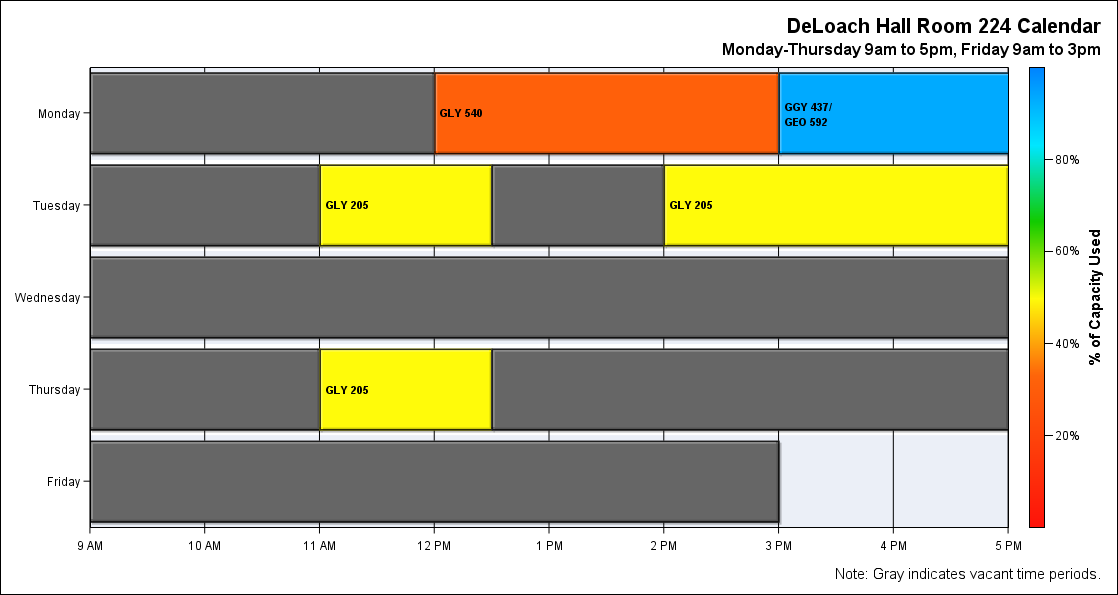 DeLoach Hall Room 224 Calendar
Monday-Thursday 9am to 5pm, Friday 9am to 3pm
Monday
GLY 540
GGY 437/
GEO 592
Tuesday
GLY 205
GLY 205
Wednesday
Thursday
GLY 205
Friday
9 AM 10 AM 11 AM 12 PM 1 PM 2 PM 3 PM 4 PM 5 PM
80%
60%
40%
20%
% of Capacity Used
Note: Gray indicates vacant time periods.